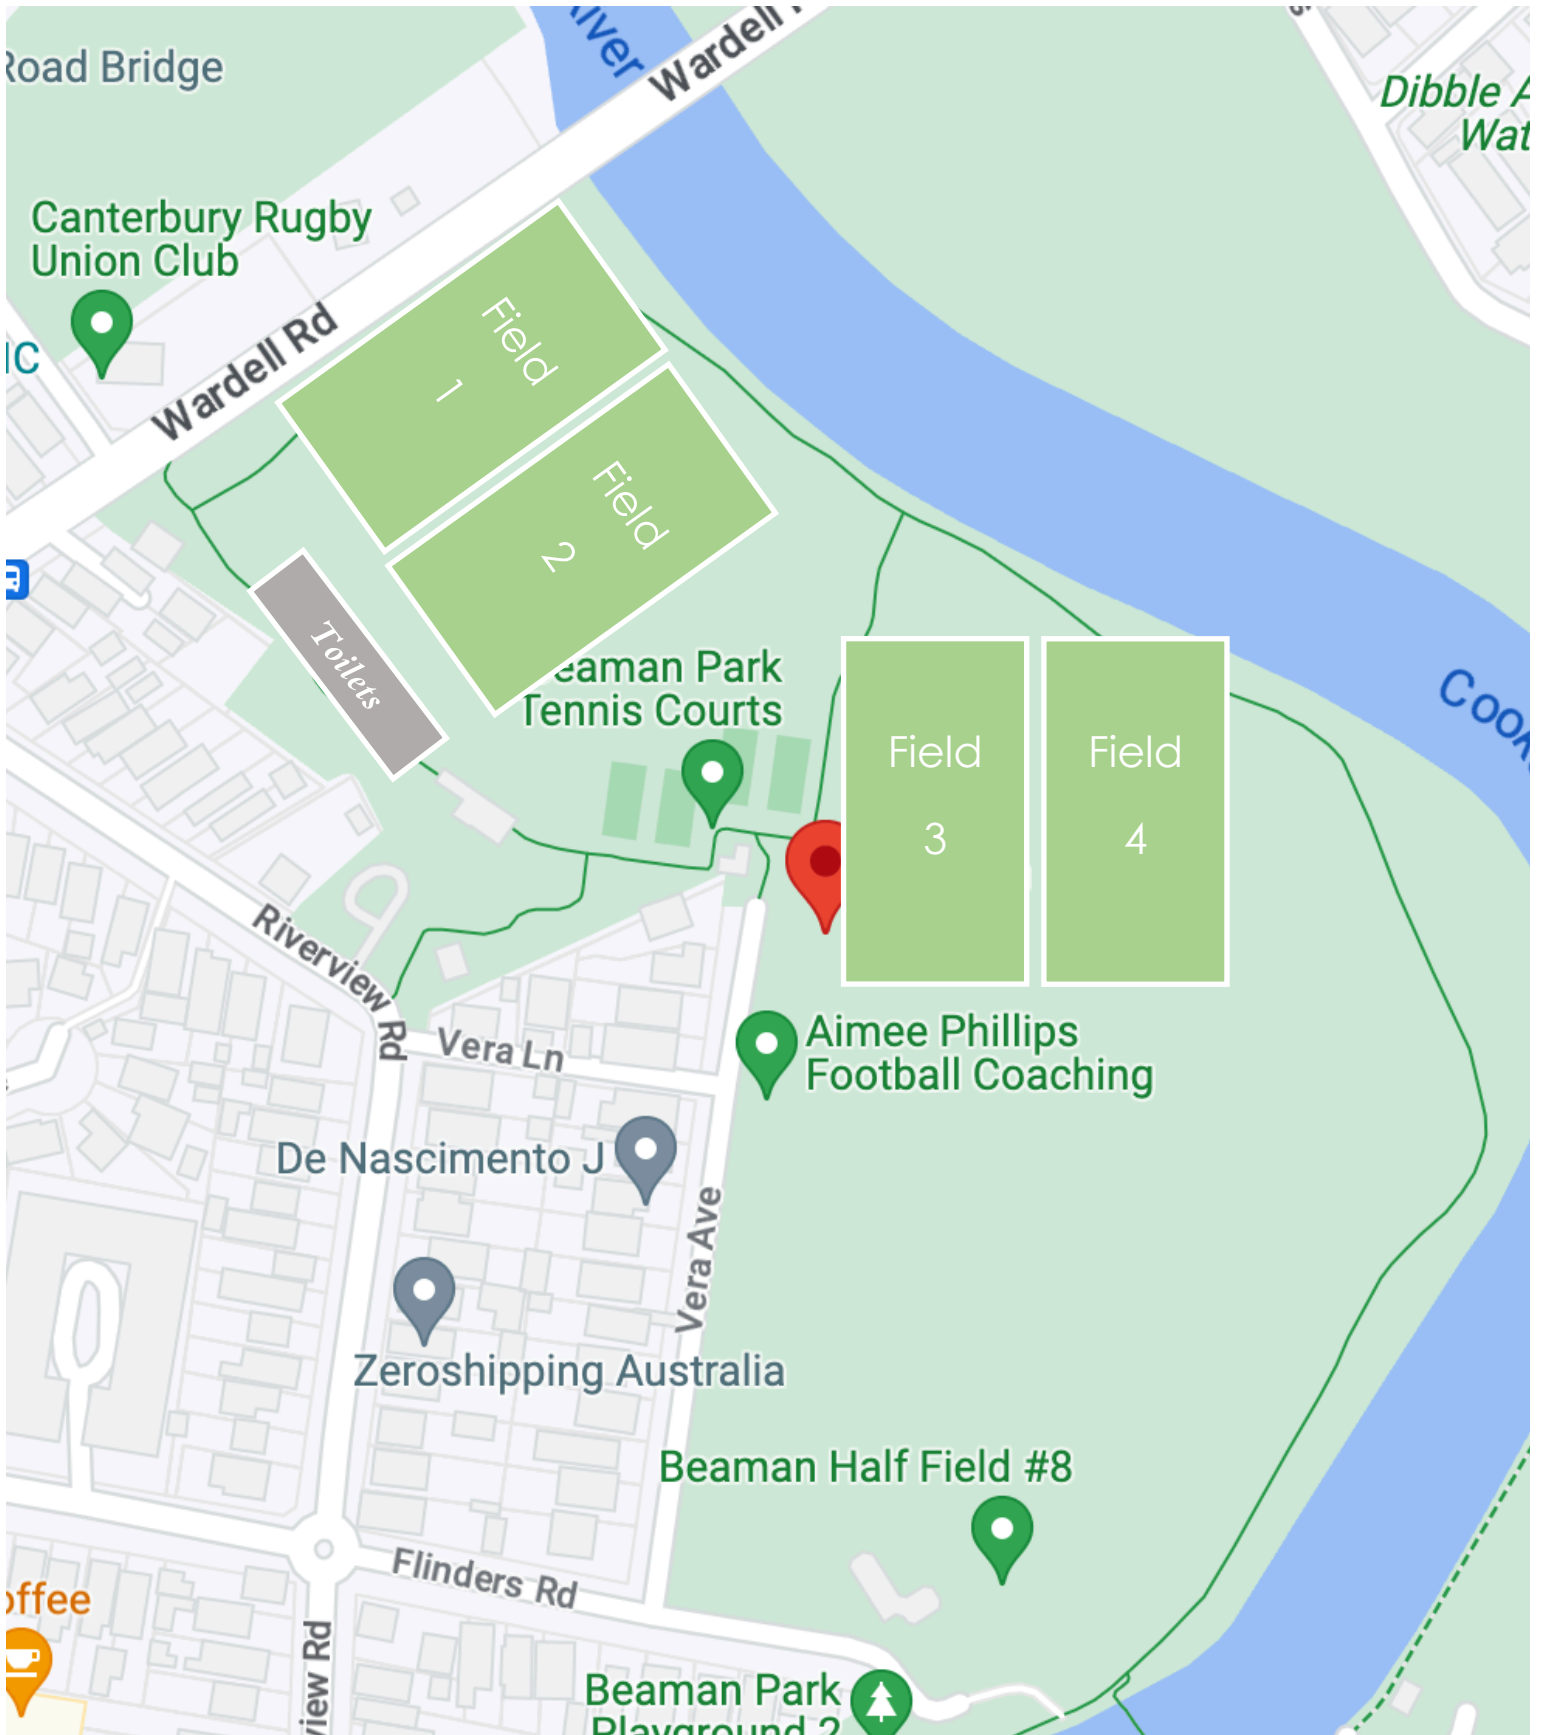 River
Wardell
Road Bridge
Dibble A
Wat
Canterbury Rugby
Union Club
Wardell Rd
IC
Field
1
Field
2
Toilets
eaman Park
Tennis Courts
Field
3
Field
4
Cook
Riverview Rd
Vera Ln
Aimee Phillips
Football Coaching
De Nascimento J
Vera Ave
Zeroshipping Australia
Beaman Half Field #8
Flinders Rd
offee
view Rd
Beaman Park
Playground 2